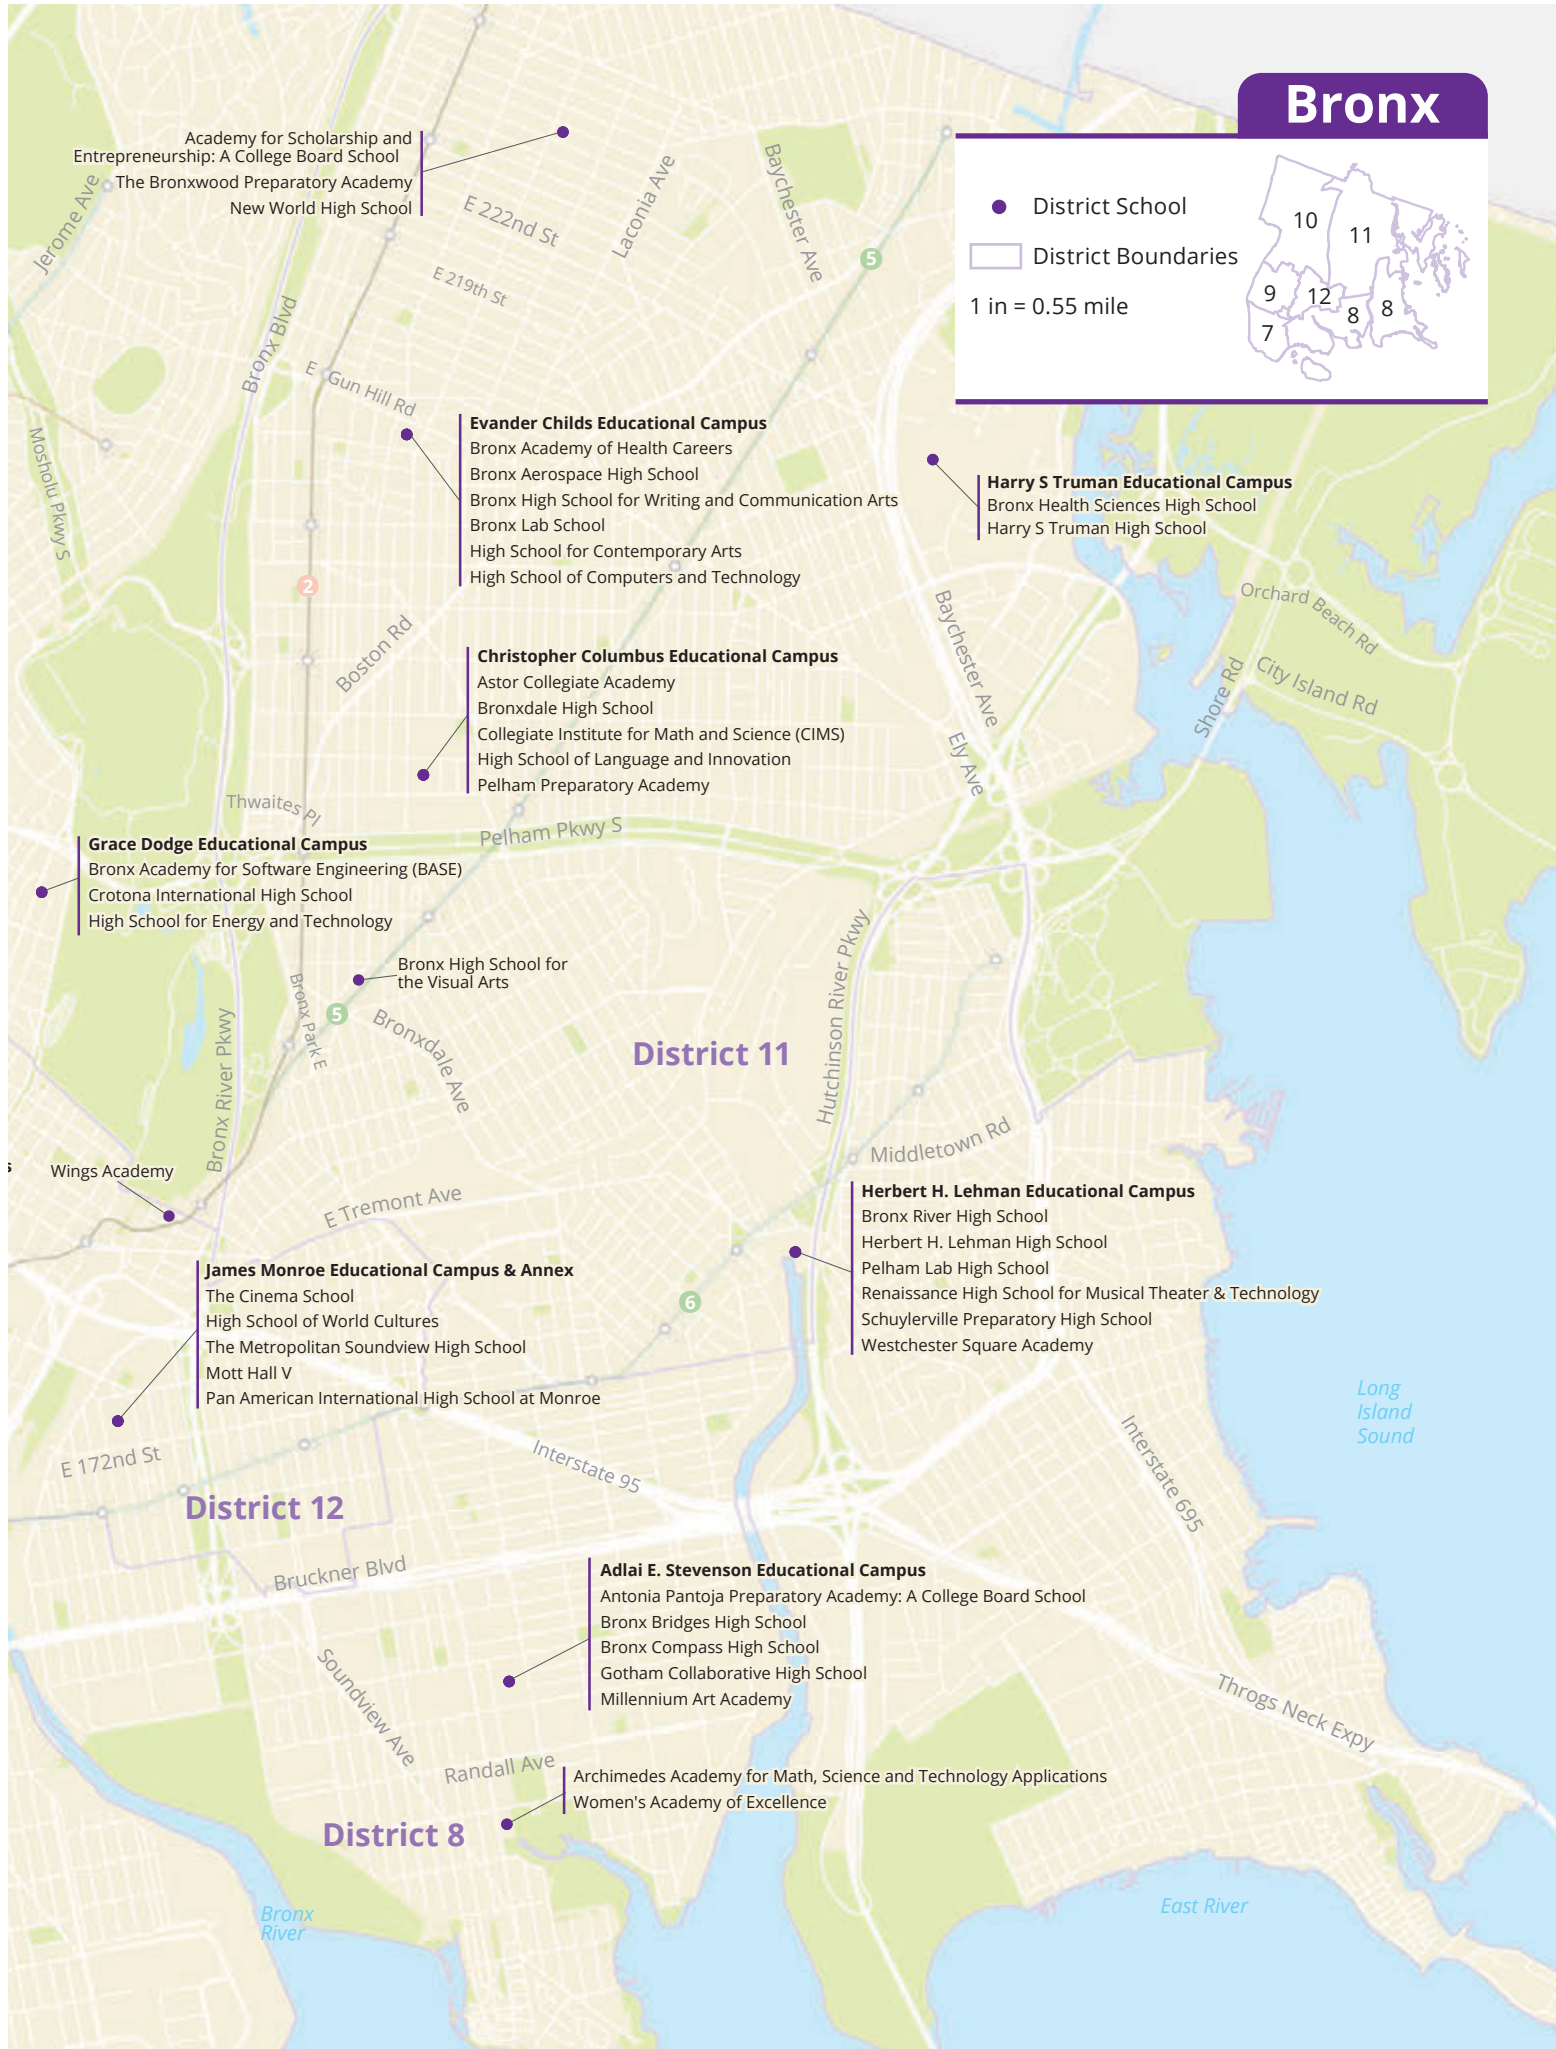 Bronx
District School
District Boundaries
1 in = 0.55 mile
10
11
9
12
8
8
7
Academy for Scholarship and
Entrepreneurship: A College Board School
The Bronxwood Preparatory Academy
New World High School
Jerome Ave
E 222nd St
Laconia Ave
Baychester Ave
5
E 219th St
Bronx Blvd
E Gun Hill Rd
Mosholu Pkwy S
Evander Childs Educational Campus
Bronx Academy of Health Careers
Bronx Aerospace High School
Bronx High School for Writing and Communication Arts
Bronx Lab School
High School for Contemporary Arts
High School of Computers and Technology
Harry S Truman Educational Campus
Bronx Health Sciences High School
Harry S Truman High School
2
Boston Rd
Baychester Ave
Orchard Beach Rd
City Island Rd
Shore Rd
Christopher Columbus Educational Campus
Astor Collegiate Academy
Bronxdale High School
Collegiate Institute for Math and Science (CIMS)
High School of Language and Innovation
Pelham Preparatory Academy
Ely Ave
Thwaites Pl
Pelham Pkwy S
Grace Dodge Educational Campus
Bronx Academy for Software Engineering (BASE)
Crotona International High School
High School for Energy and Technology
Bronx High School for
the Visual Arts
Bronx Park E
5
Bronxdale Ave
Hutchinson River Pkwy
District 11
Bronx River Pkwy
Middletown Rd
s
Wings Academy
E Tremont Ave
Herbert H. Lehman Educational Campus
Bronx River High School
Herbert H. Lehman High School
Pelham Lab High School
Renaissance High School for Musical Theater & Technology
Schuylerville Preparatory High School
Westchester Square Academy
James Monroe Educational Campus & Annex
The Cinema School
High School of World Cultures
The Metropolitan Soundview High School
Mott Hall V
Pan American International High School at Monroe
6
Long
Island
Sound
E 172nd St
Interstate 95
Interstate 695
District 12
Bruckner Blvd
Adlai E. Stevenson Educational Campus
Antonia Pantoja Preparatory Academy: A College Board School
Bronx Bridges High School
Bronx Compass High School
Gotham Collaborative High School
Millennium Art Academy
Soundview Ave
Throgs Neck Expy
Randall Ave
Archimedes Academy for Math, Science and Technology Applications
Women's Academy of Excellence
District 8
Bronx
River
East River